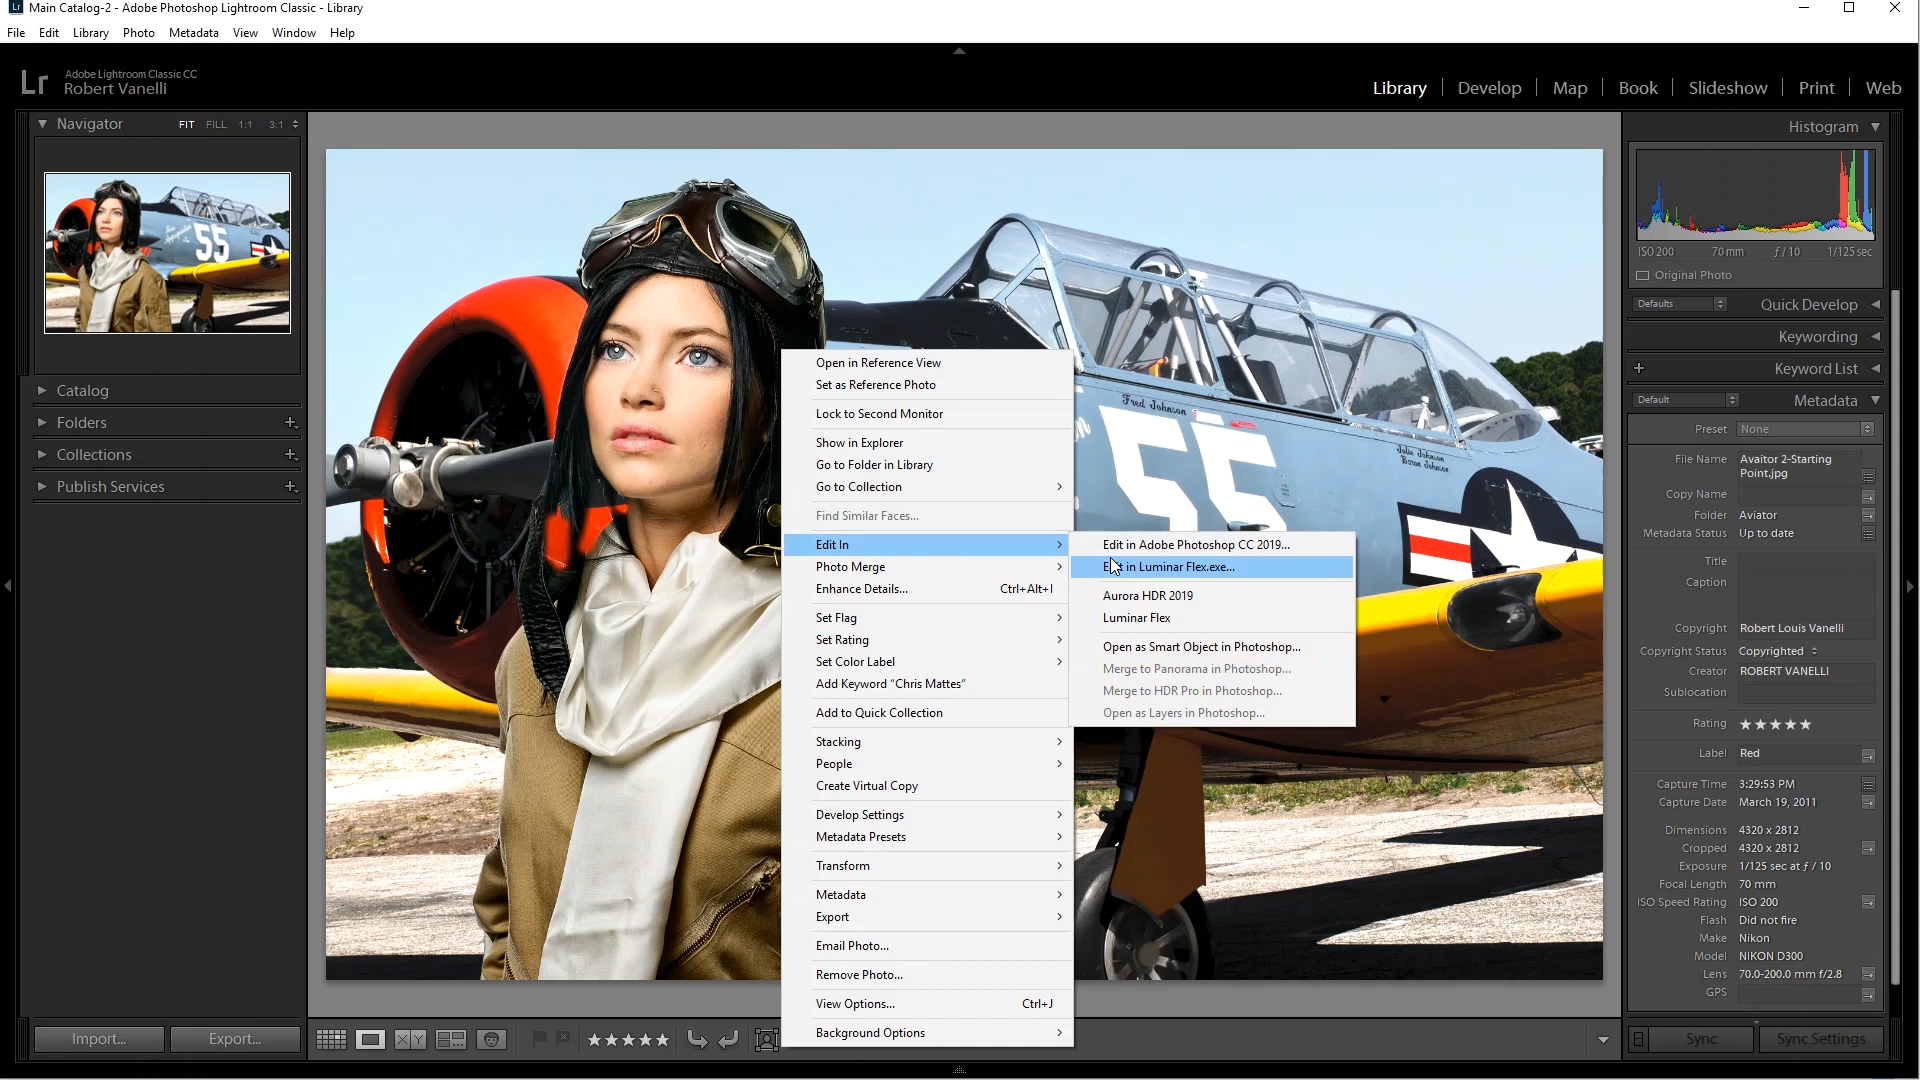 Lr Main Catalog-2 - Adobe Photoshop Lightroom Classic - Library
File Edit Library Photo Metadata View Window Help
Lr
Adobe Lightroom Classic CC
Robert Vanelli
Library Develop Map Book Slideshow Print Web
Navigator FIT FILL 1:1 3:1
55
Catalog
Folders
Collections
Publish Services
Import...
Export...
Fred Johnson
55
Julie Johnson
Baron Johnson
Open in Reference View
Set as Reference Photo
Lock to Second Monitor
Show in Explorer
Go to Folder in Library
Go to Collection
Find Similar Faces...
Edit In
Photo Merge
Enhance Details... Ctrl+Alt+I
Set Flag
Set Rating
Set Color Label
Add Keyword "Chris Mattes"
Add to Quick Collection
Stacking
People
Create Virtual Copy
Develop Settings
Metadata Presets
Transform
Metadata
Export
Email Photo...
Remove Photo...
View Options... Ctrl+J
Background Options
Edit in Adobe Photoshop CC 2019...
Edit in Luminar Flex.exe...
Aurora HDR 2019
Luminar Flex
Open as Smart Object in Photoshop...
Merge to Panorama in Photoshop...
Merge to HDR Pro in Photoshop...
Open as Layers in Photoshop...
XY
Histogram
ISO 200 70 mm ƒ / 10 1/125 sec
Original Photo
Defaults Quick Develop
Keywording
Keyword List
Default Metadata
Preset None
File Name Avaitor 2-Starting
Point.jpg
Copy Name
Folder Aviator
Metadata Status Up to date
Title
Caption
Copyright Robert Louis Vanelli
Copyright Status Copyrighted
Creator ROBERT VANELLI
Sublocation
Rating ★★★★★
Label Red
Capture Time 3:29:53 PM
Capture Date March 19, 2011
Dimensions 4320 x 2812
Cropped 4320 x 2812
Exposure 1/125 sec at ƒ / 10
Focal Length 70 mm
ISO Speed Rating ISO 200
Flash Did not fire
Make Nikon
Model NIKON D300
Lens 70.0-200.0 mm f/2.8
GPS
Sync Sync Settings